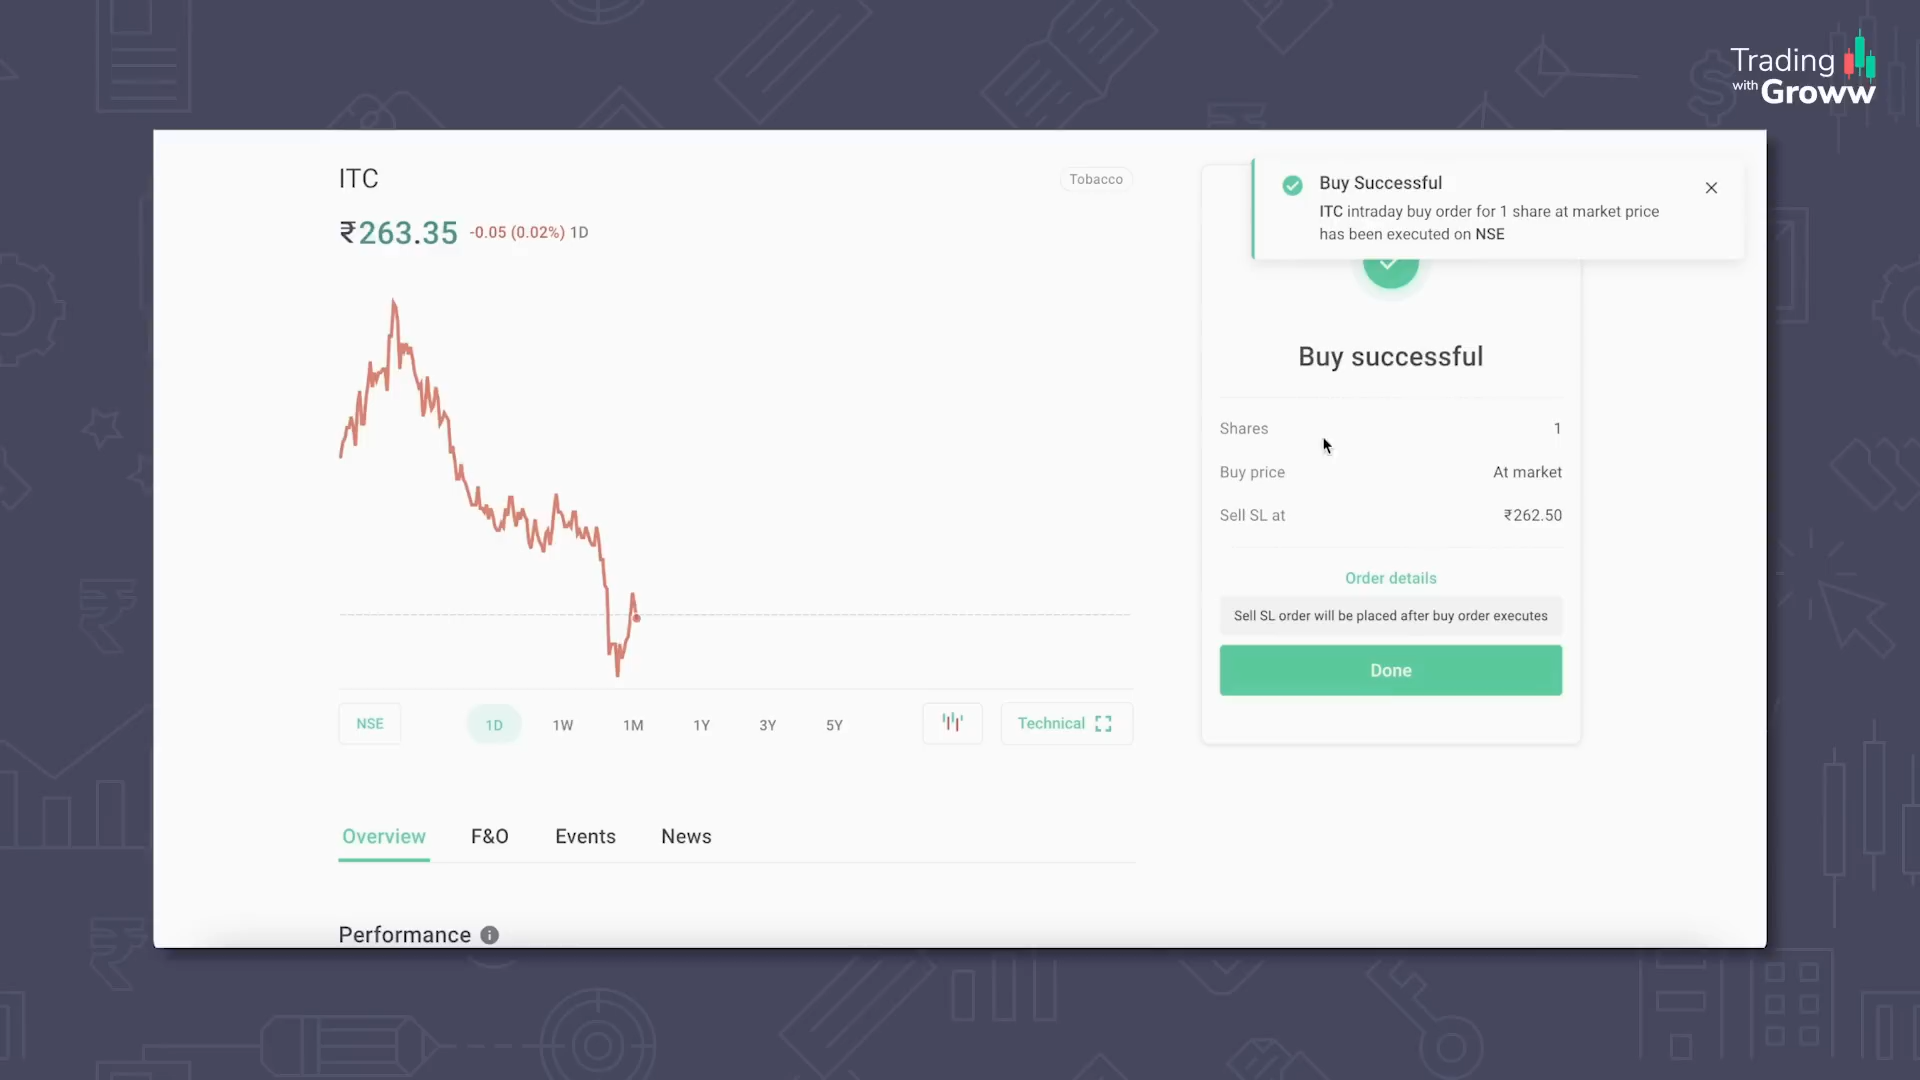 Trading
with Groww
ITC
Tobacco
₹263.35 -0.05 (0.02%) 1D
Buy Successful
ITC intraday buy order for 1 share at market price
has been executed on NSE
Buy successful
Shares 1
Buy price At market
Sell SL at ₹262.50
Order details
Sell SL order will be placed after buy order executes
Done
NSE 1D 1W 1M 1Y 3Y 5Y Technical
Overview F&O Events News
Performance